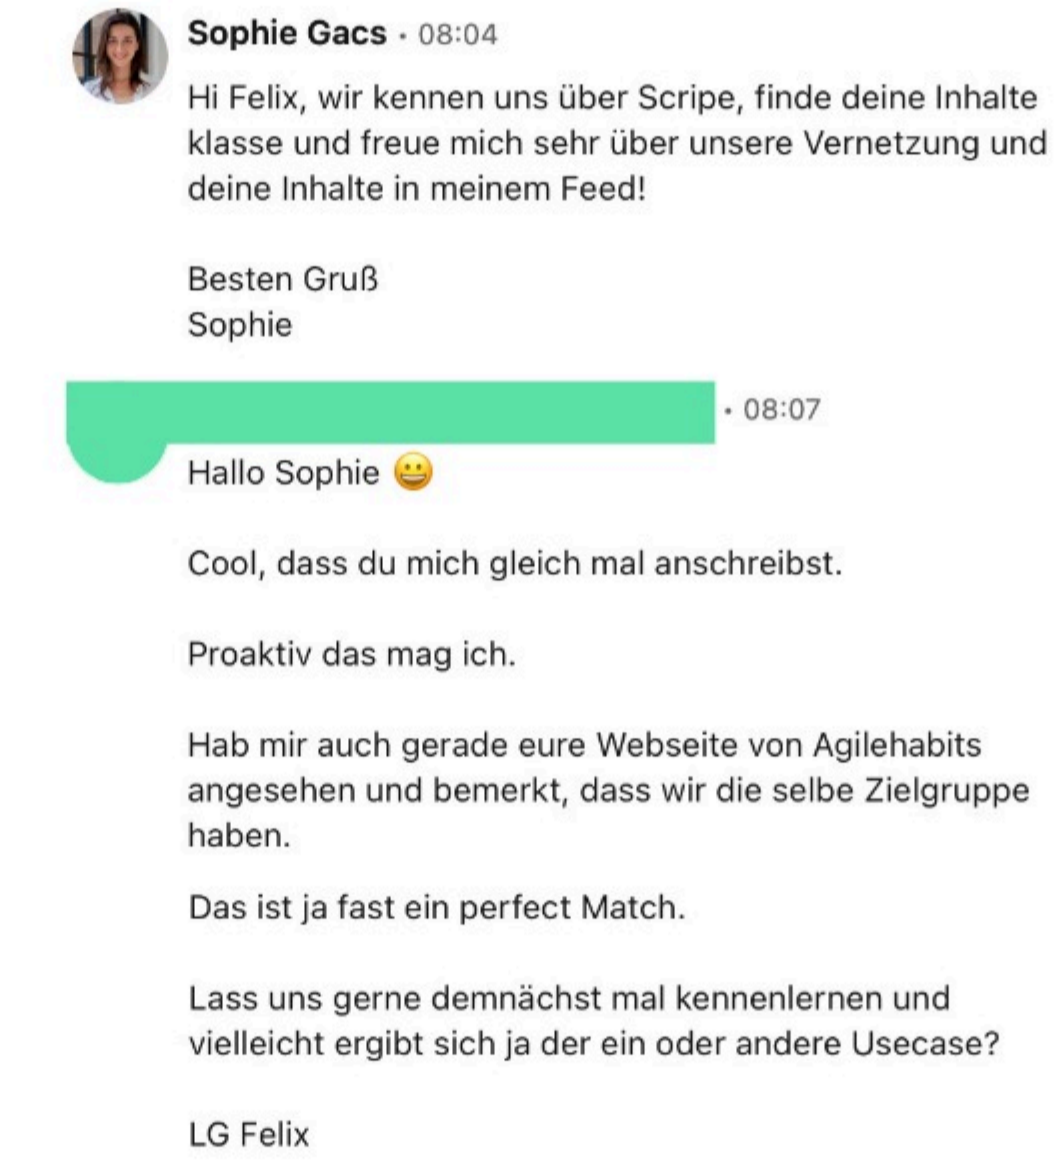 Sophie Gacs • 08:04
Hi Felix, wir kennen uns über Scripe, finde deine Inhalte
klasse und freue mich sehr über unsere Vernetzung und
deine Inhalte in meinem Feed!
Besten Gruß
Sophie
• 08:07
Hallo Sophie 😀
Cool, dass du mich gleich mal anschreibst.
Proaktiv das mag ich.
Hab mir auch gerade eure Webseite von Agilehabits
angesehen und bemerkt, dass wir die selbe Zielgruppe
haben.
Das ist ja fast ein perfect Match.
Lass uns gerne demnächst mal kennenlernen und
vielleicht ergibt sich ja der ein oder andere Usecase?
LG Felix